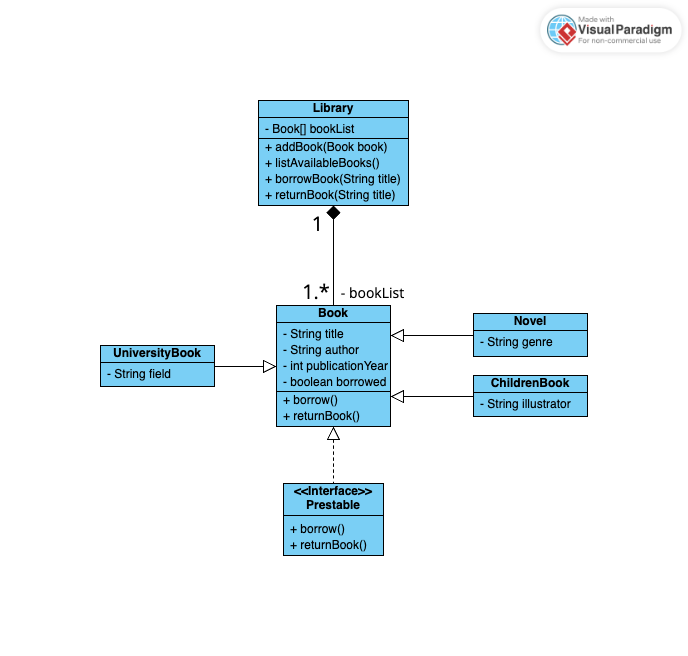 Made with
VisualParadigm
For non-commercial use
Library
- Book[] bookList
+ addBook(Book book)
+ listAvailableBooks()
+ borrowBook(String title)
+ returnBook(String title)
1
1.*
- bookList
Book
- String title
- String author
- int publicationYear
- boolean borrowed
+ borrow()
+ returnBook()
Novel
- String genre
UniversityBook
- String field
ChildrenBook
- String illustrator
<<Interface>>
Prestable
+ borrow()
+ returnBook()